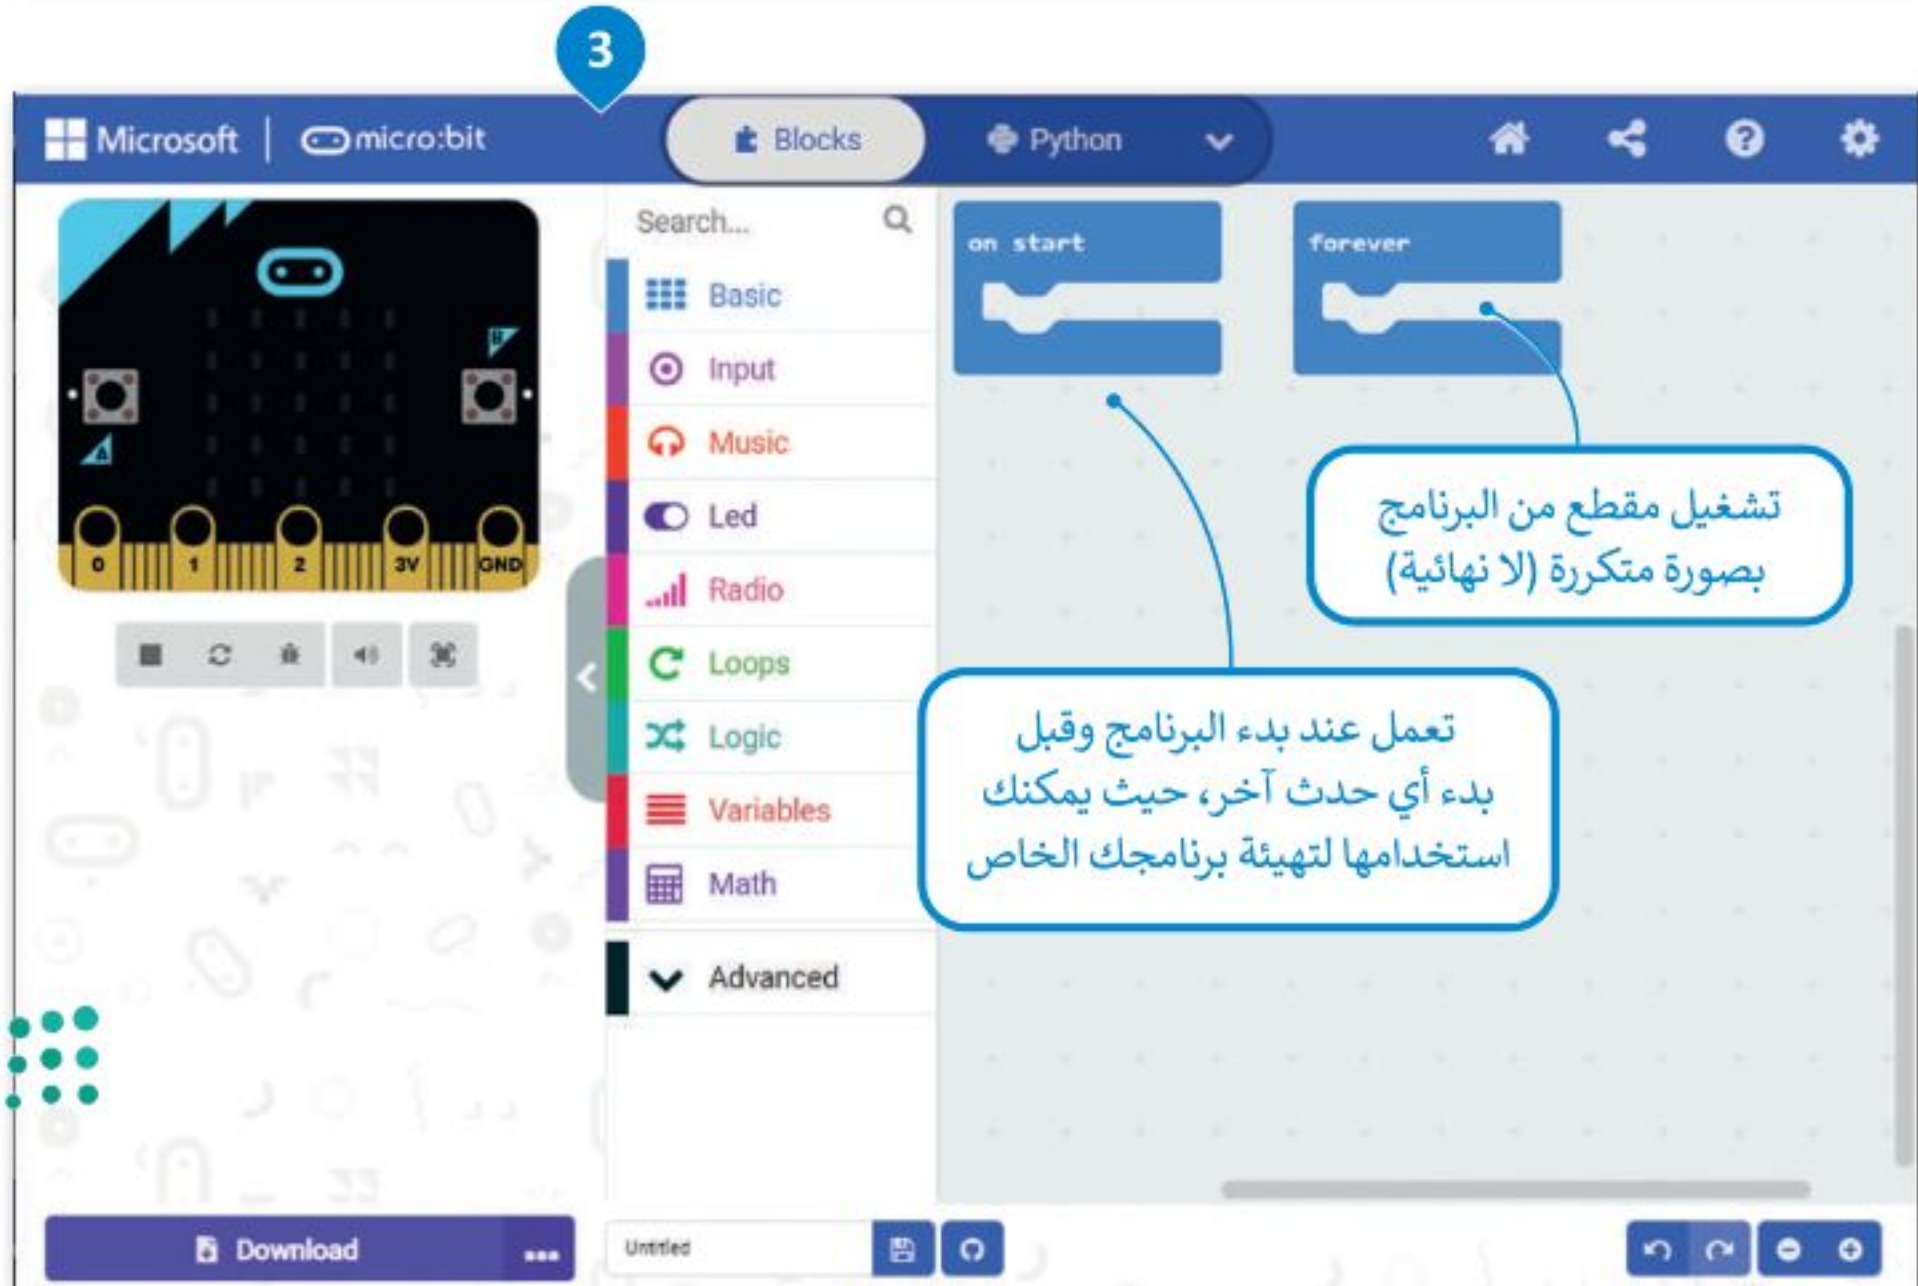 3
Microsoft | micro:bit
Blocks
Python
Search...
Basic
Input
Music
Led
Radio
Loops
Logic
Variables
Math
Advanced
on start
forever
تشغيل مقطع من البرنامج
بصورة متكررة (لا نهائية)
تعمل عند بدء البرنامج وقبل
بدء أي حدث آخر، حيث يمكنك
استخدامها لتهيئة برنامجك الخاص
B
A
0 1 2 3V GND
Download
Untitled